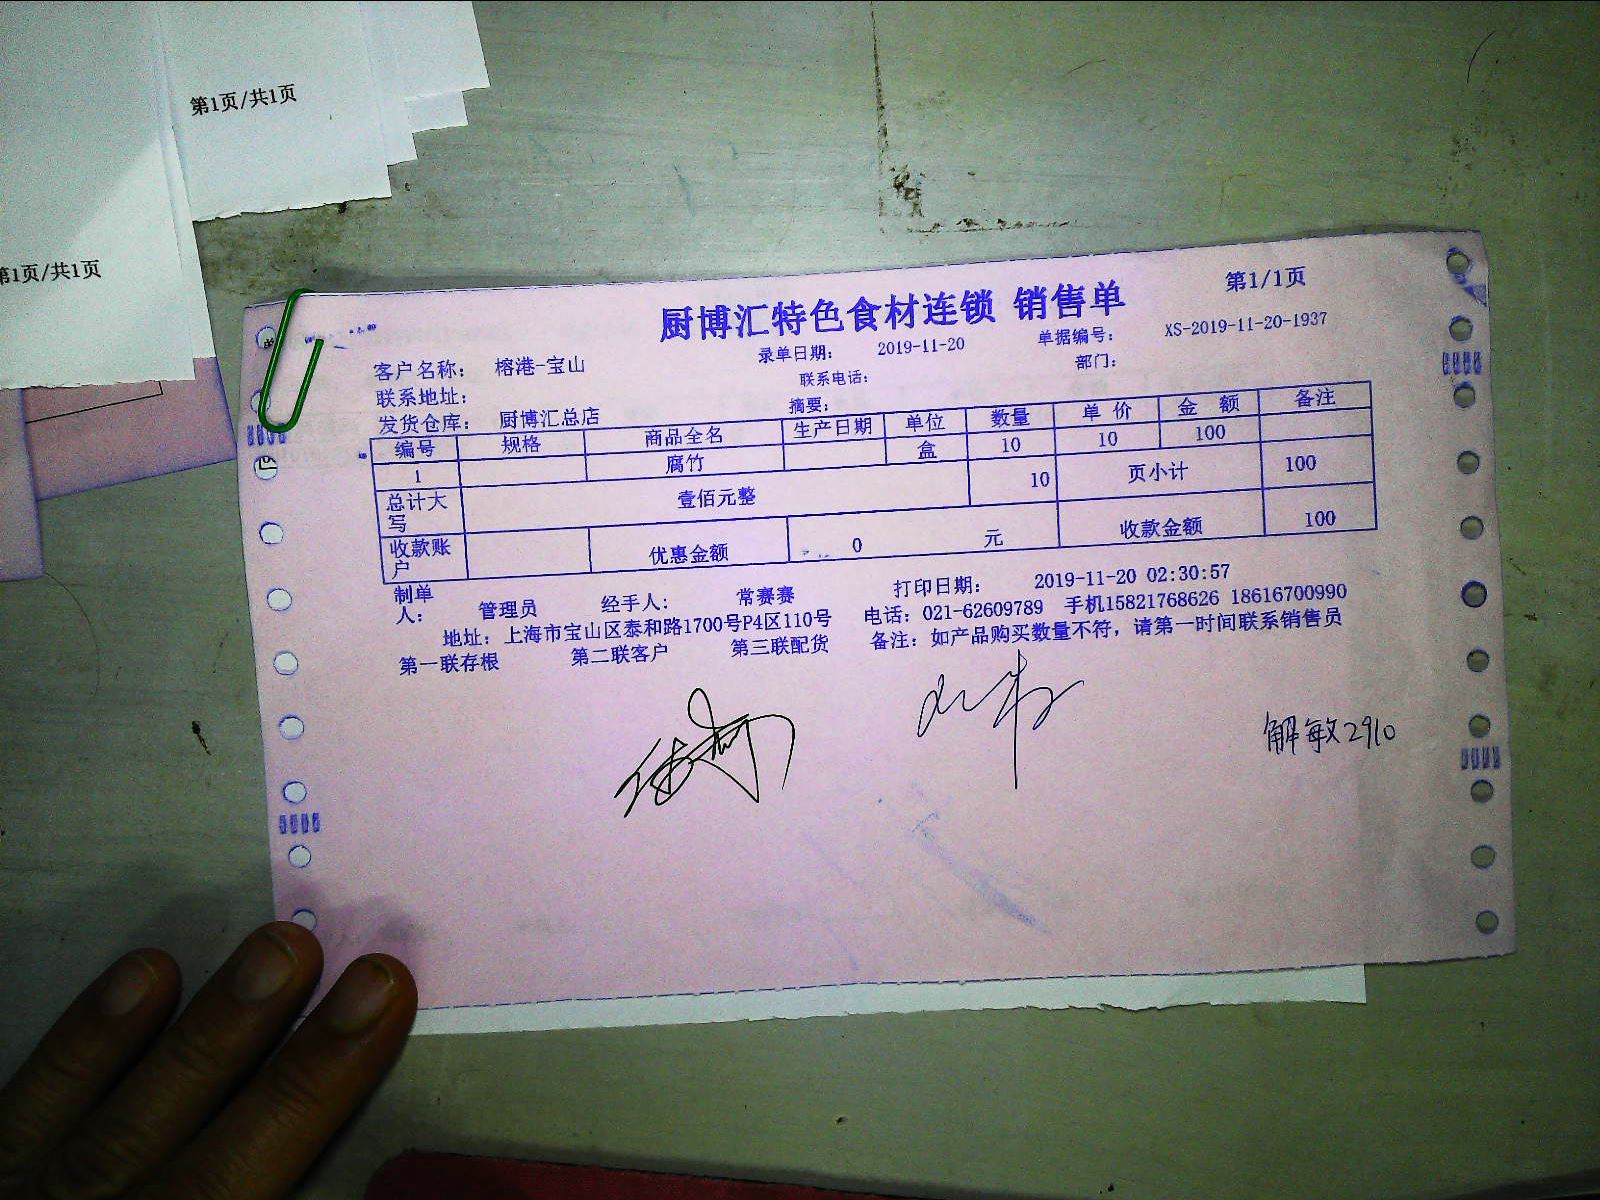 第1页/共1页
第1页/共1页
厨博汇特色食材连锁 销售单
第1/1页
客户名称： 榕港-宝山 录单日期： 2019-11-20 单据编号： XS-2019-11-20-1937
联系地址： 联系电话： 部门：
发货仓库： 厨博汇总店 摘要：
编号 规格 商品全名 生产日期 单位 数量 单价 金额 备注
1 腐竹 盒 10 10 100
总计大写 壹佰元整 10 页小计 100
收款账户 优惠金额 0 元 收款金额 100
制单人： 管理员 经手人： 常赛赛 打印日期： 2019-11-20 02:30:57
地址：上海市宝山区泰和路1700号P4区110号 电话：021-62609789 手机15821768626 18616700990
第一联存根 第二联客户 第三联配货 备注：如产品购买数量不符，请第一时间联系销售员
解敏2910